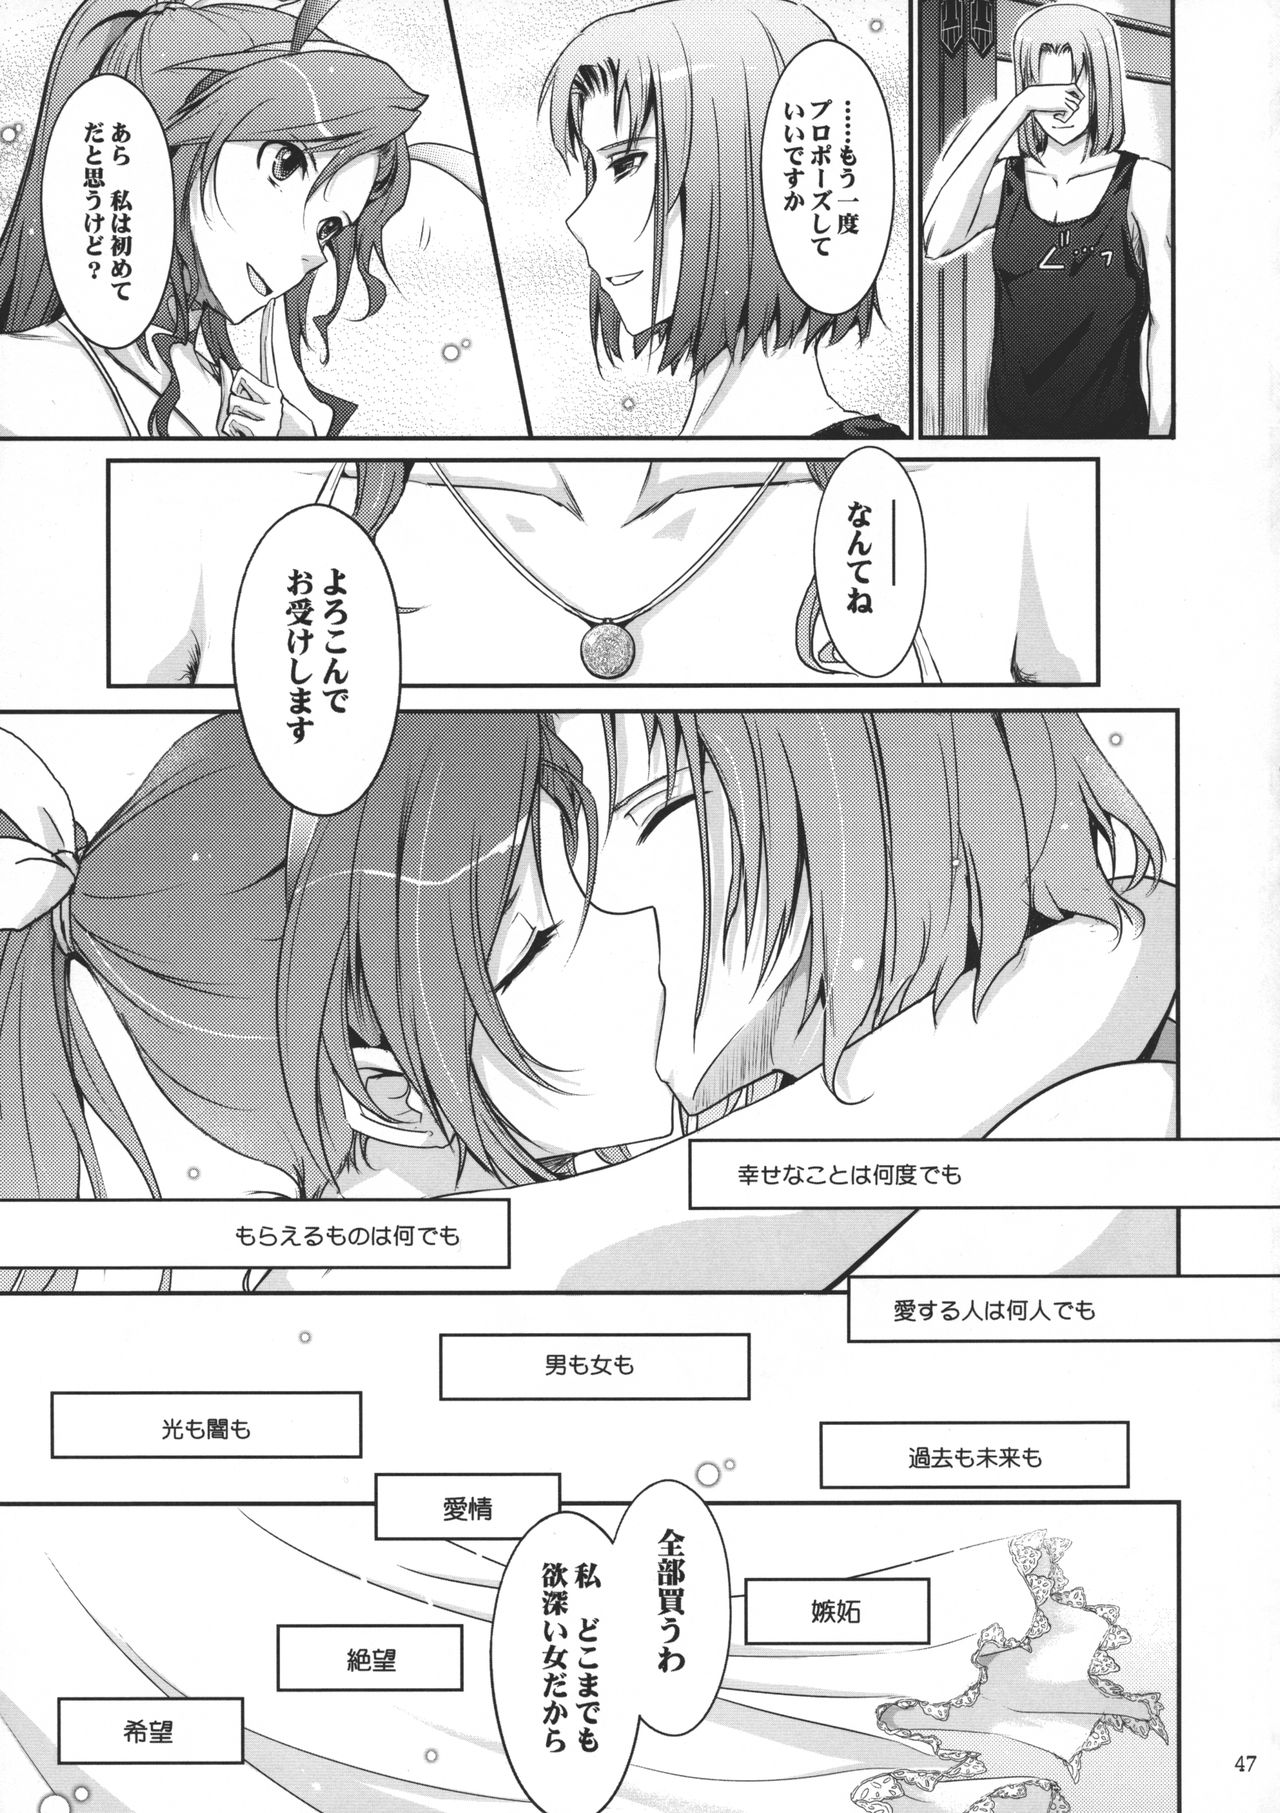 ぐ…っ
……もう一度
プロポーズして
いいですか
あら 私は初めて
だと思うけど?
――
なんてね
よろこんで
お受けします
幸せなことは何度でも
もらえるものは何でも
愛する人は何人でも
男も女も
光も闇も
過去も未来も
愛情
嫉妬
絶望
希望
全部買うわ
私 どこまでも
欲深い女だから
47